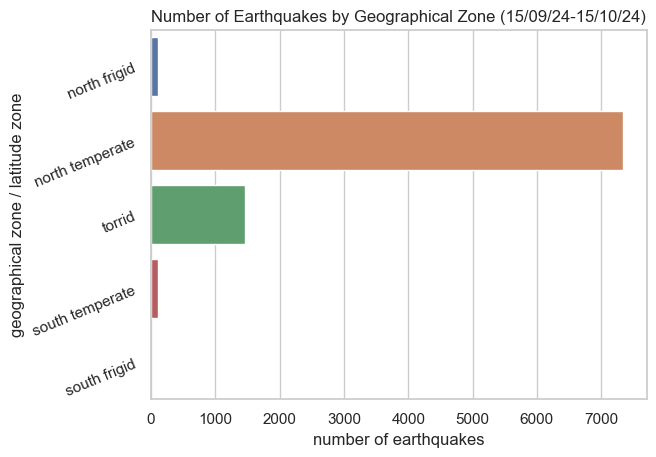 Number of Earthquakes by Geographical Zone (15/09/24-15/10/24)
geographical zone / latitude zone
north frigid
north temperate
torrid
south temperate
south frigid
0 1000 2000 3000 4000 5000 6000 7000
number of earthquakes